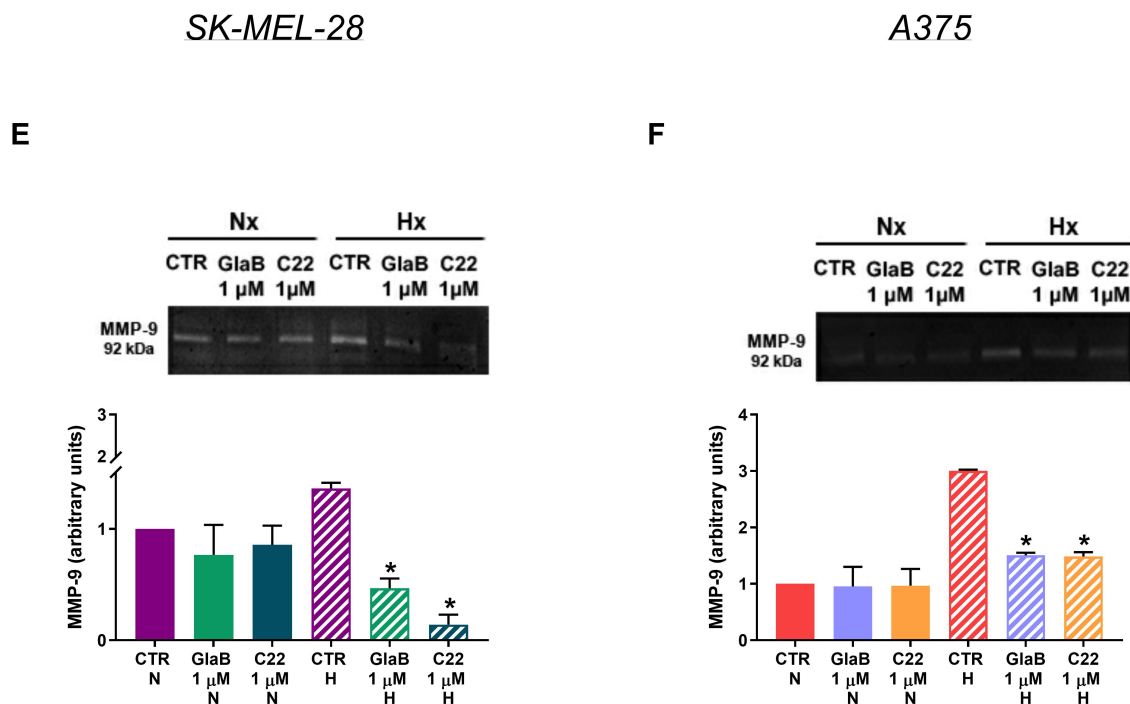 SK-MEL-28
A375
E
F
Nx Hx
CTR GlaB C22 CTR GlaB C22
1 µM 1µM 1 µM 1µM
MMP-9
92 kDa
3
2
1
0
MMP-9 (arbitrary units)
*
*
CTR GlaB C22 CTR GlaB C22
N 1 µM 1 µM H 1 µM 1 µM
N N H H
Nx Hx
CTR GlaB C22 CTR GlaB C22
1 µM 1µM 1 µM 1µM
MMP-9
92 kDa
4
3
2
1
0
MMP-9 (arbitrary units)
* *
CTR GlaB C22 CTR GlaB C22
N 1 µM 1 µM H 1 µM 1 µM
N N H H